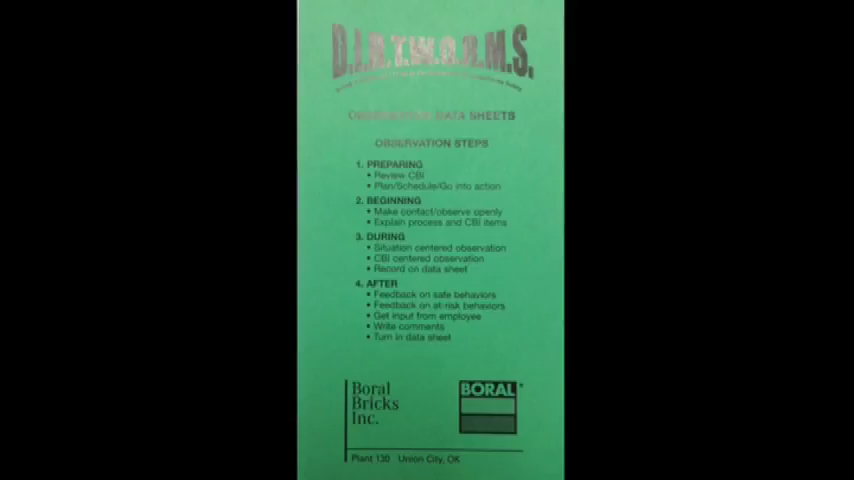 D.I.R.T.W.O.R.M.S.
OBSERVATION DATA SHEETS
OBSERVATION STEPS
1. PREPARING
• Review CBI
• Plan/Schedule/Go into action
2. BEGINNING
• Make contact/observe openly
• Explain process and CBI items
3. DURING
• Situation centered observation
• CBI centered observation
• Record on data sheet
4. AFTER
• Feedback on safe behaviors
• Feedback on at-risk behaviors
• Get input from employee
• Write comments
• Turn in data sheet
Boral
Bricks
Inc.
BORAL®
Plant 130 Union City, OK